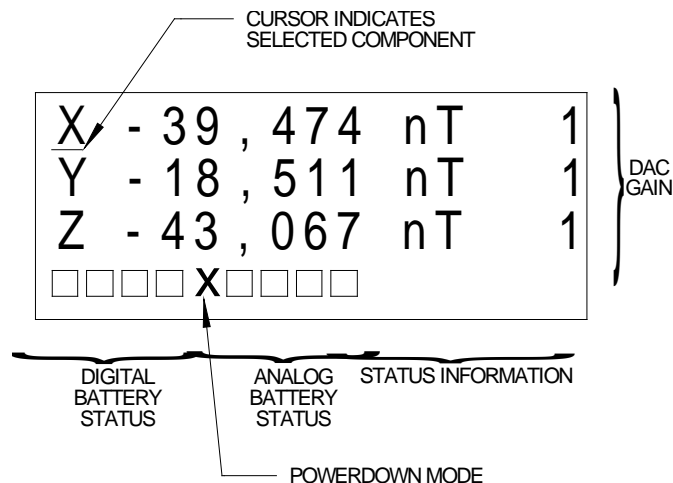 CURSOR INDICATES
SELECTED COMPONENT
X - 39,474 nT 1
Y - 18,511 nT 1
Z - 43,067 nT 1
□□□□X□□□□
DAC
GAIN
DIGITAL
BATTERY
STATUS
ANALOG
BATTERY
STATUS
STATUS INFORMATION
POWERDOWN MODE